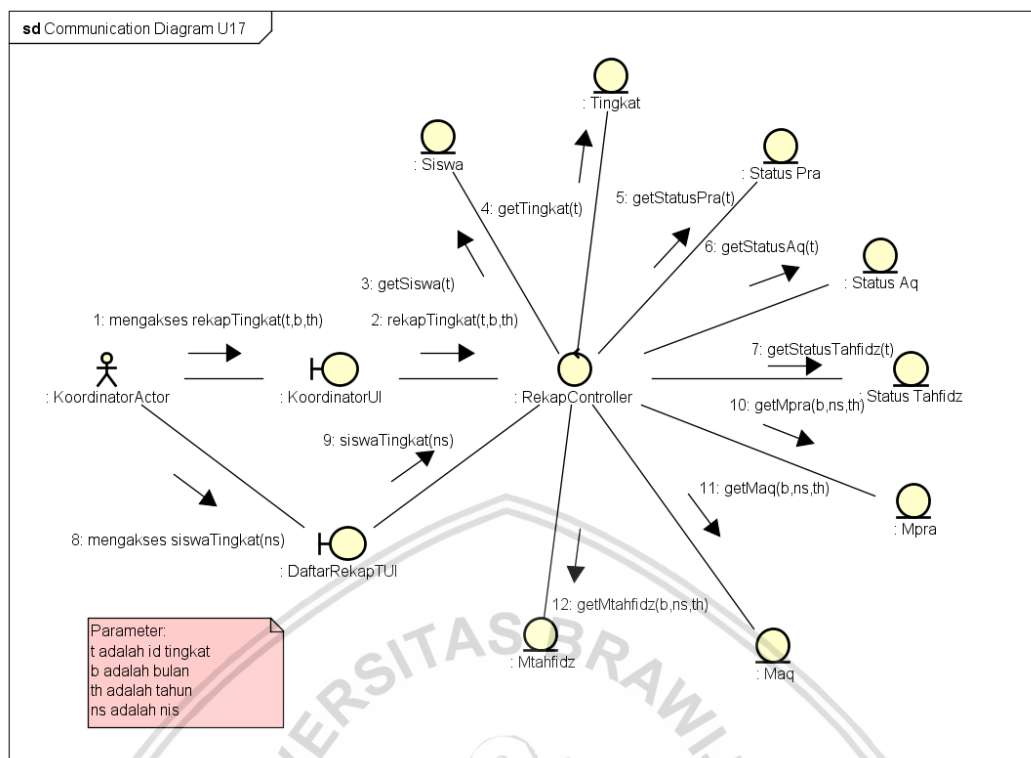 sd Communication Diagram U17
: Tingkat
: Siswa
: Status Pra
4: getTingkat(t)
5: getStatusPra(t)
6: getStatusAq(t)
3: getSiswa(t)
: Status Aq
1: mengakses rekapTingkat(t,b,th)
2: rekapTingkat(t,b,th)
7: getStatusTahfidz(t)
: KoordinatorActor
: KoordinatorUI
: RekapController
: Status Tahfidz
10: getMpra(b,ns,th)
9: siswaTingkat(ns)
11: getMaq(b,ns,th)
: Mpra
8: mengakses siswaTingkat(ns)
: DaftarRekapTUI
12: getMtahfidz(b,ns,th)
: Mtahfidz
: Maq
Parameter:
t adalah id tingkat
b adalah bulan
th adalah tahun
ns adalah nis